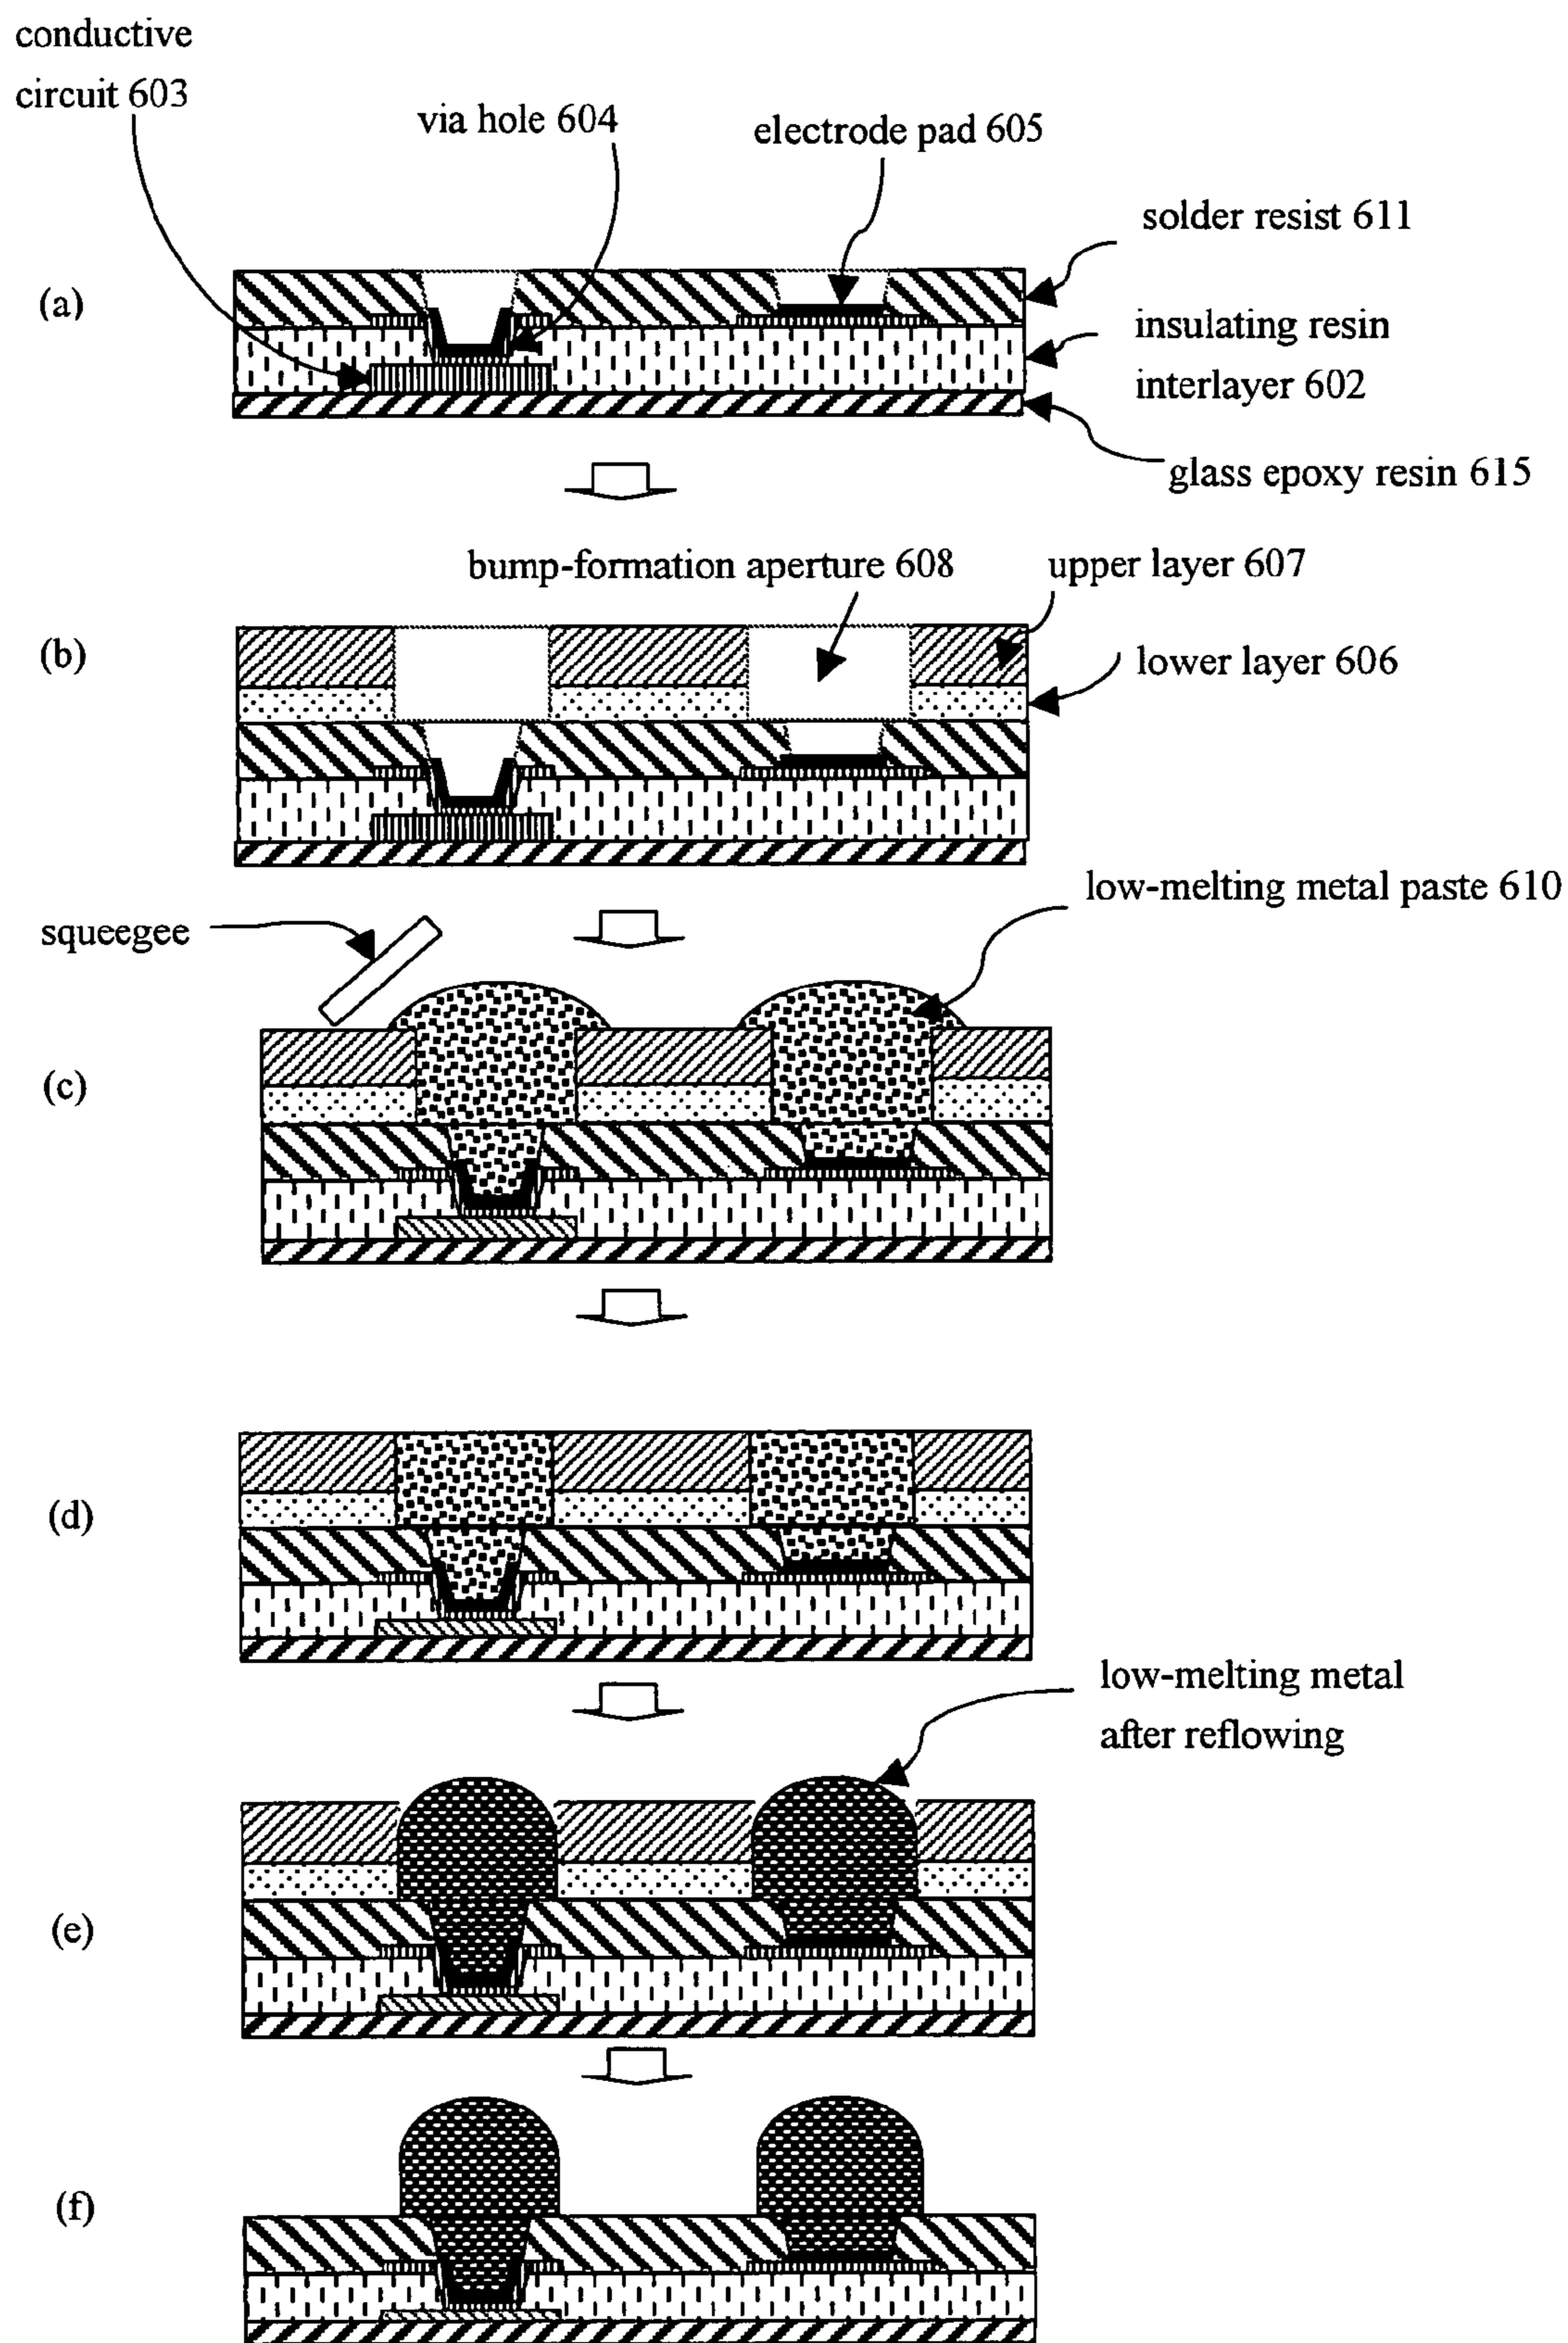 conductive
circuit 603
via hole 604
electrode pad 605
solder resist 611
(a)
insulating resin
interlayer 602
glass epoxy resin 615
bump-formation aperture 608
upper layer 607
(b)
lower layer 606
low-melting metal paste 610
squeegee
(c)
(d)
low-melting metal
after reflowing
(e)
(f)